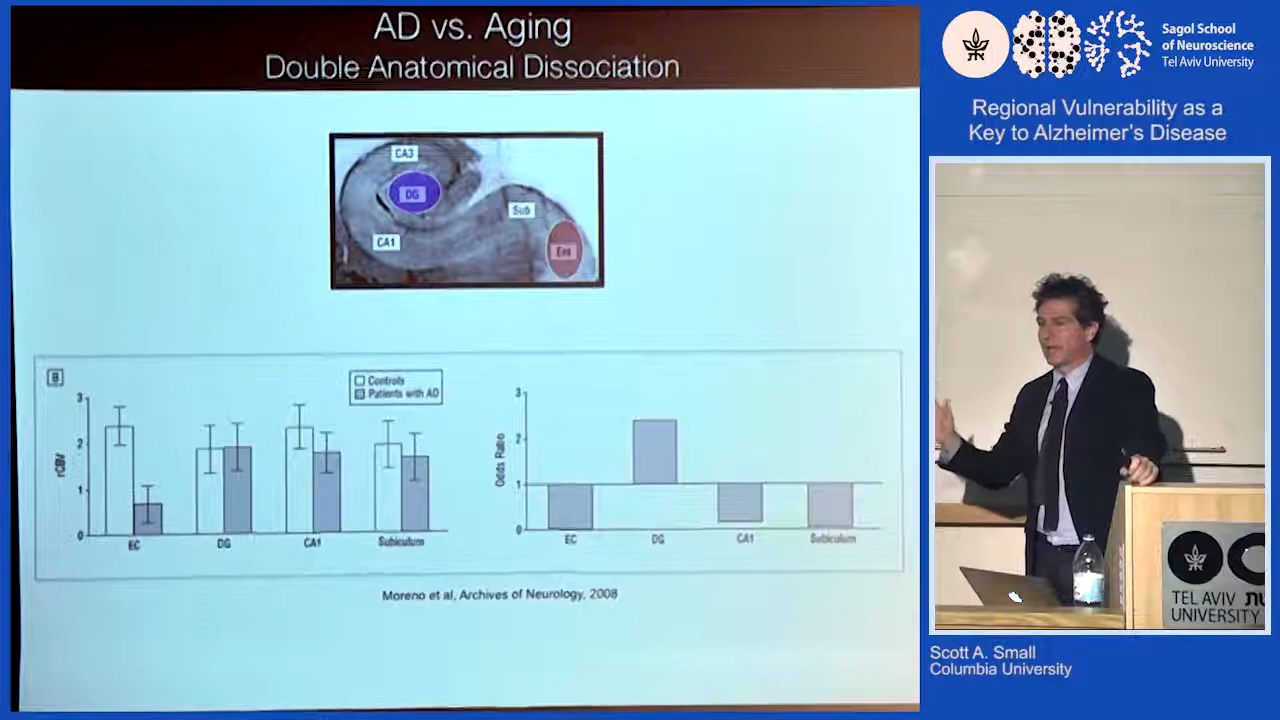 AD vs. Aging
Double Anatomical Dissociation
CA3
DG
Sub
CA1
Ent
B
Controls
Patients with AD
rCBV
3
2
1
0
EC
DG
CA1
Subiculum
Odds Ratio
3
2
1
0
EC
DG
CA1
Subiculum
Moreno et al, Archives of Neurology, 2008
Sagol School
of Neuroscience
Tel Aviv University
Regional Vulnerability as a
Key to Alzheimer's Disease
TEL AVIV
UNIVERSITY
Scott A. Small
Columbia University